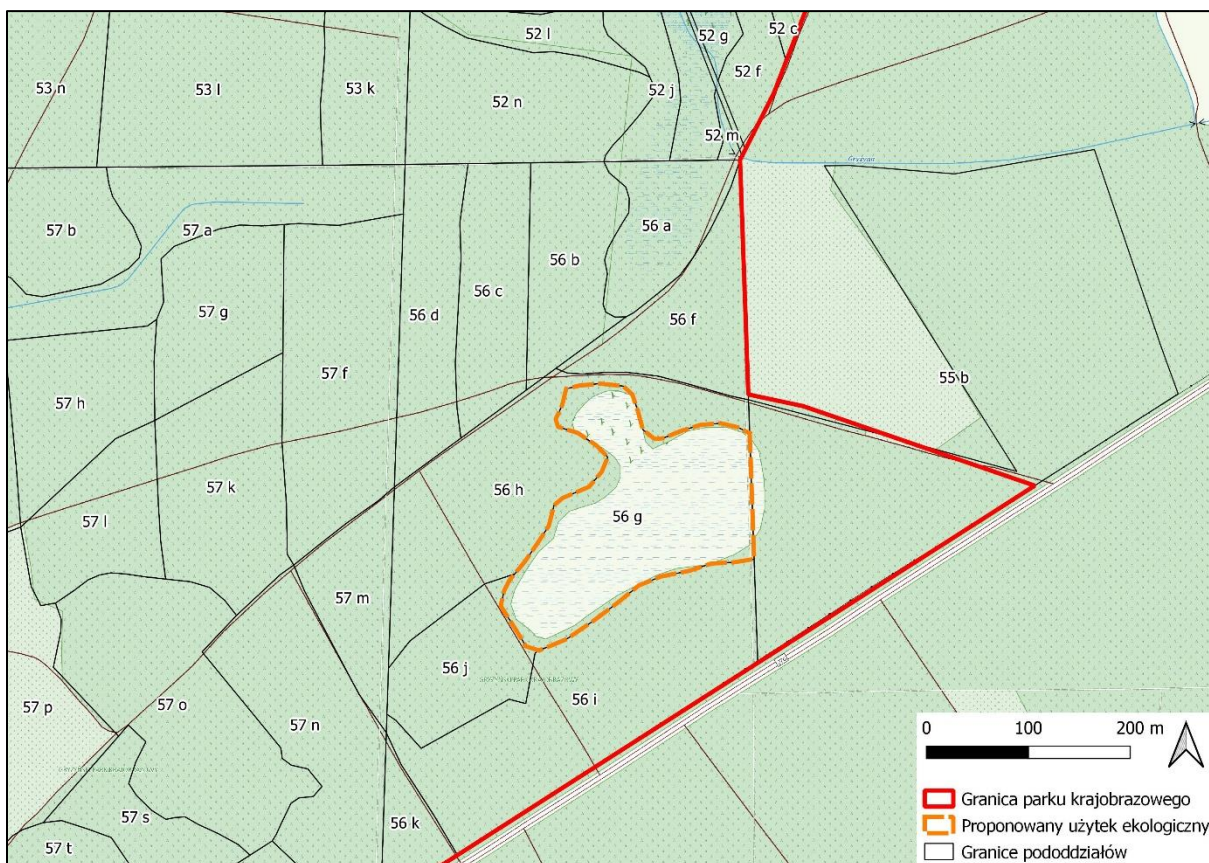 52 l
52 g
52 c
53 n
53 l
53 k
52 n
52 j
52 f
52 m
57 b
57 a
56 a
56 b
56 c
56 d
57 g
56 f
57 f
55 b
57 h
57 k
56 h
56 g
57 l
57 m
56 j
56 i
57 p
57 o
57 n
57 s
56 k
57 t
0 100 200 m
Granica parku krajobrazowego
Proponowany użytek ekologiczny
Granice pododdziałów